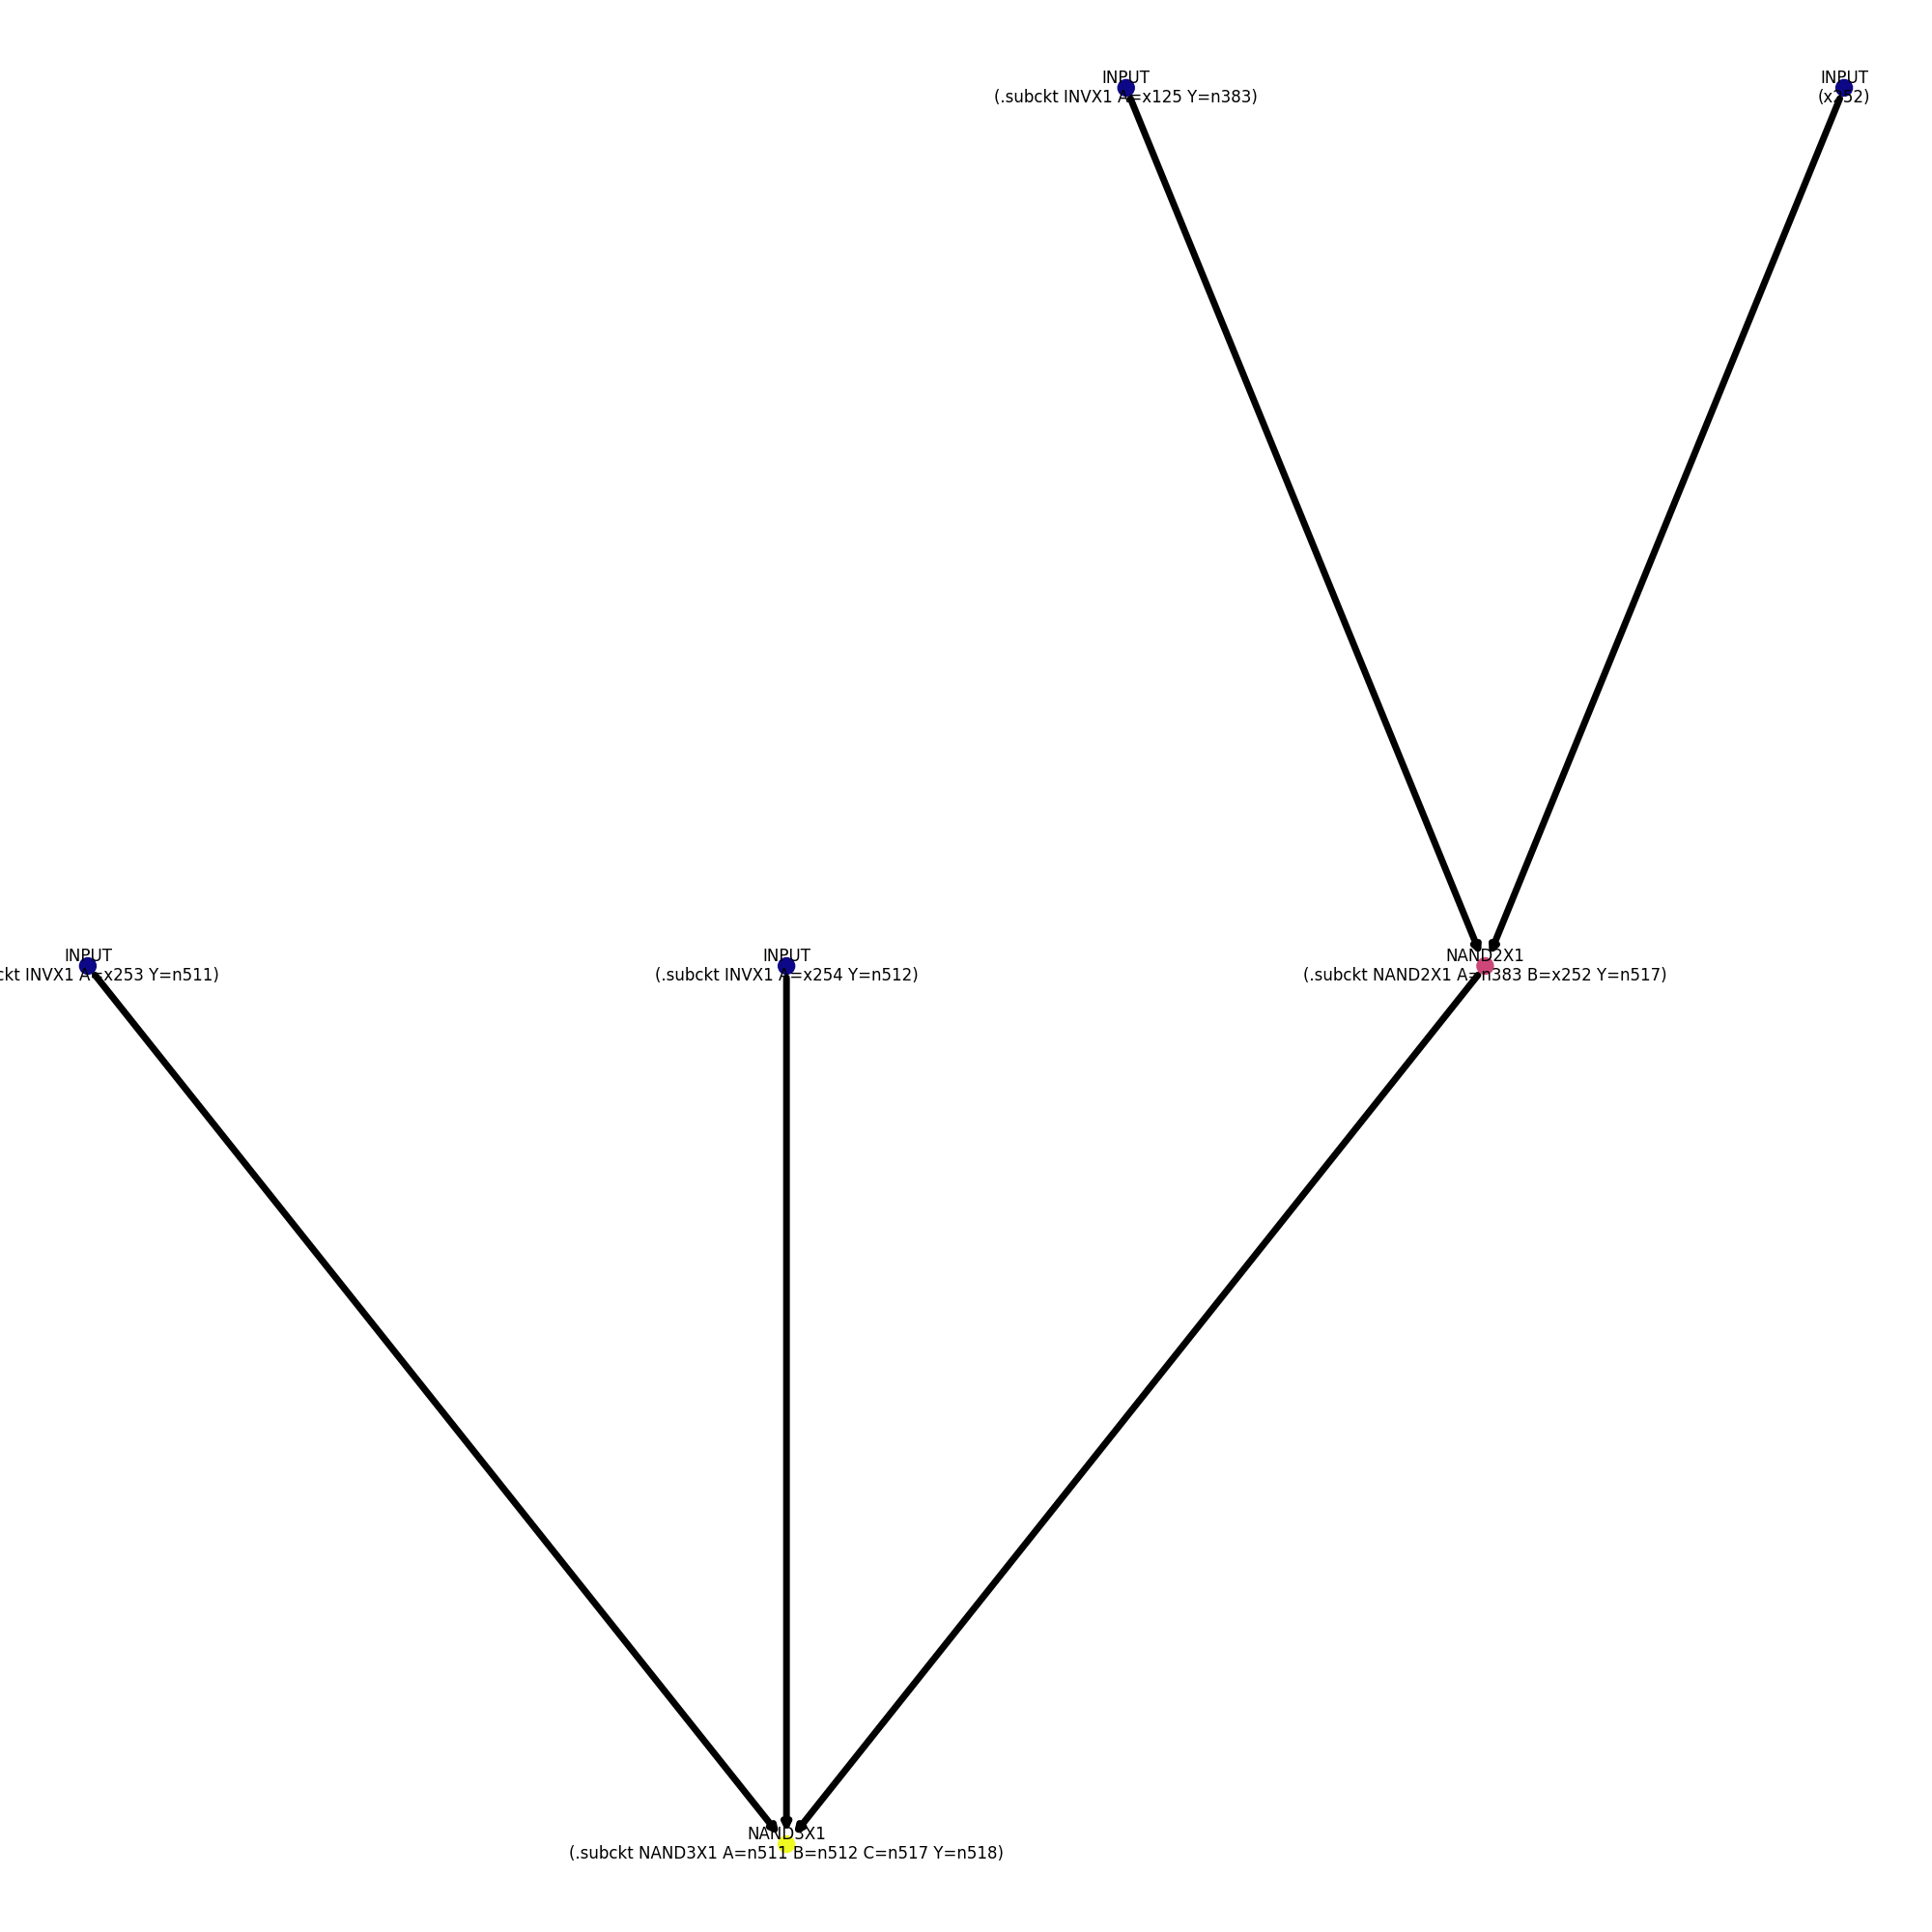 INPUT
(.subckt INVX1 A=x125 Y=n383)
INPUT
(x252)
INPUT
INVX1 A=x253 Y=n511)
INPUT
(.subckt INVX1 A=x254 Y=n512)
NAND2X1
(.subckt NAND2X1 A=n383 B=x252 Y=n517)
NAND3X1
(.subckt NAND3X1 A=n511 B=n512 C=n517 Y=n518)